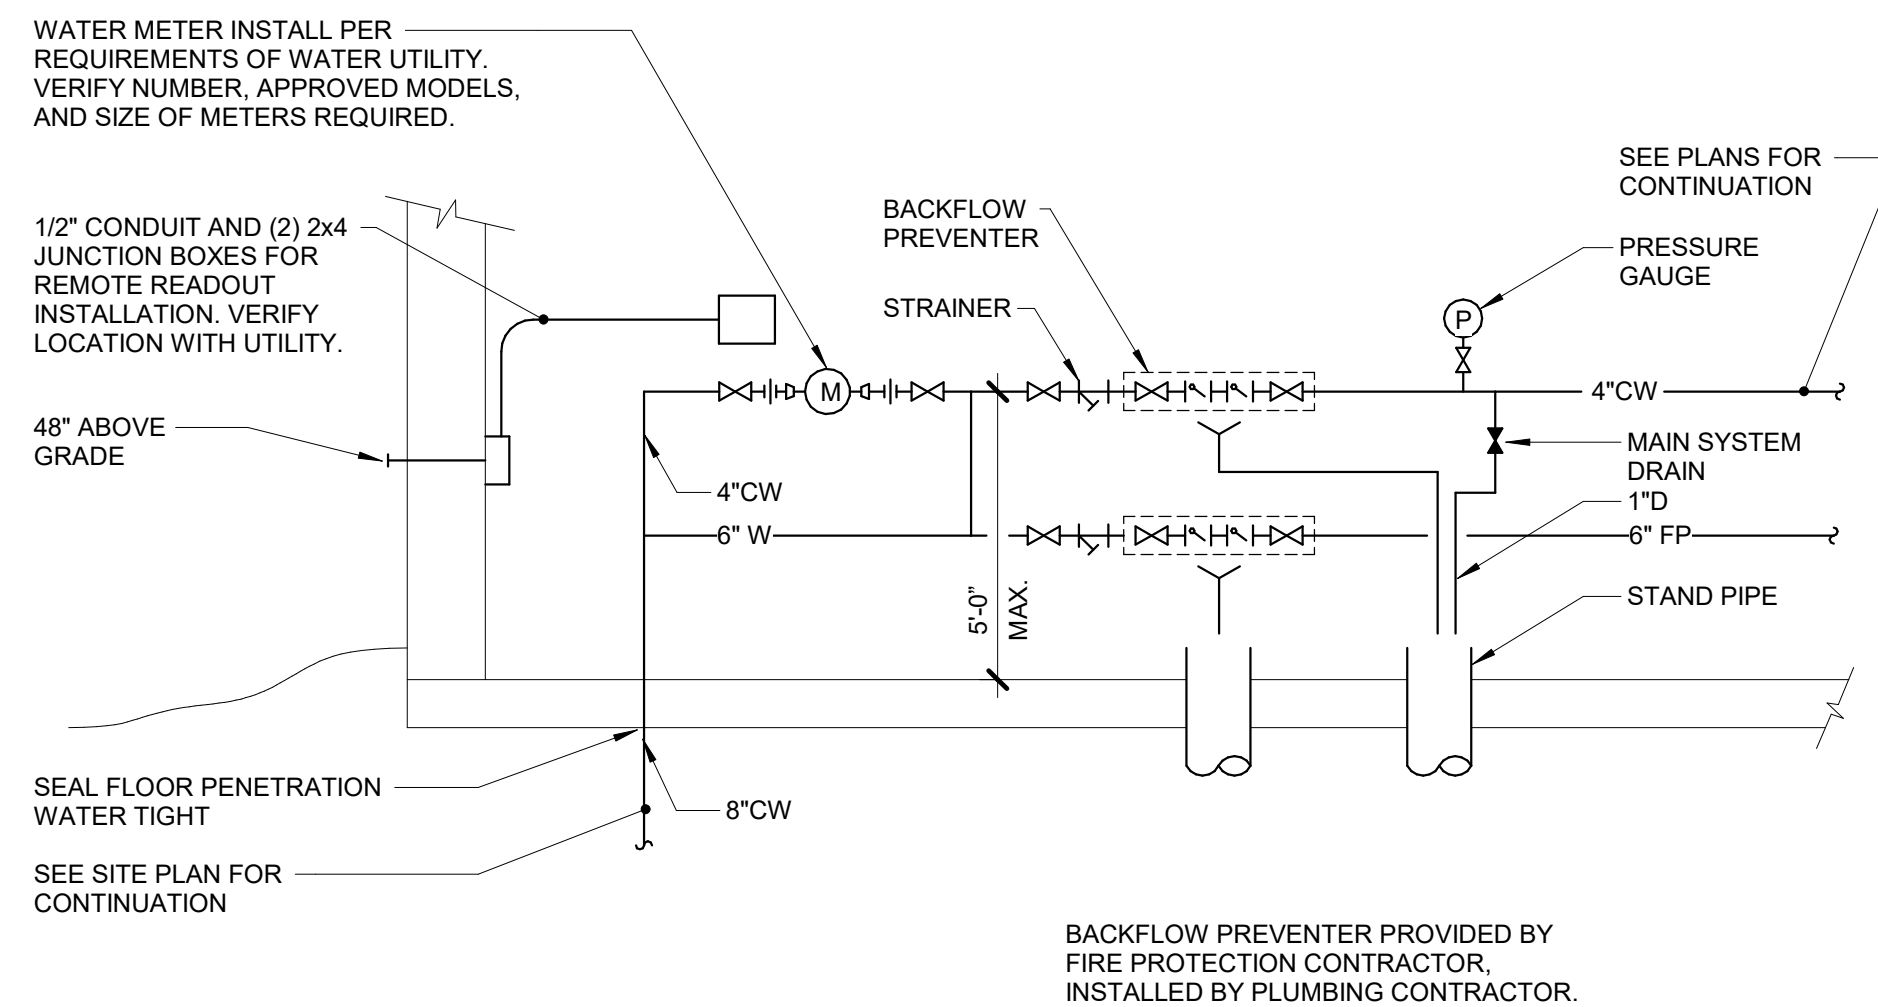 WATER METER INSTALL PER
REQUIREMENTS OF WATER UTILITY.
VERIFY NUMBER, APPROVED MODELS,
AND SIZE OF METERS REQUIRED.
SEE PLANS FOR
CONTINUATION
BACKFLOW
PREVENTER
1/2" CONDUIT AND (2) 2x4
JUNCTION BOXES FOR
REMOTE READOUT
INSTALLATION. VERIFY
LOCATION WITH UTILITY.
PRESSURE
GAUGE
STRAINER
P
M
4"CW
48" ABOVE
GRADE
MAIN SYSTEM
DRAIN
4"CW
1"D
6" W
6" FP
5'-0”
MAX.
STAND PIPE
SEAL FLOOR PENETRATION
WATER TIGHT
8"CW
SEE SITE PLAN FOR
CONTINUATION
BACKFLOW PREVENTER PROVIDED BY
FIRE PROTECTION CONTRACTOR,
INSTALLED BY PLUMBING CONTRACTOR.